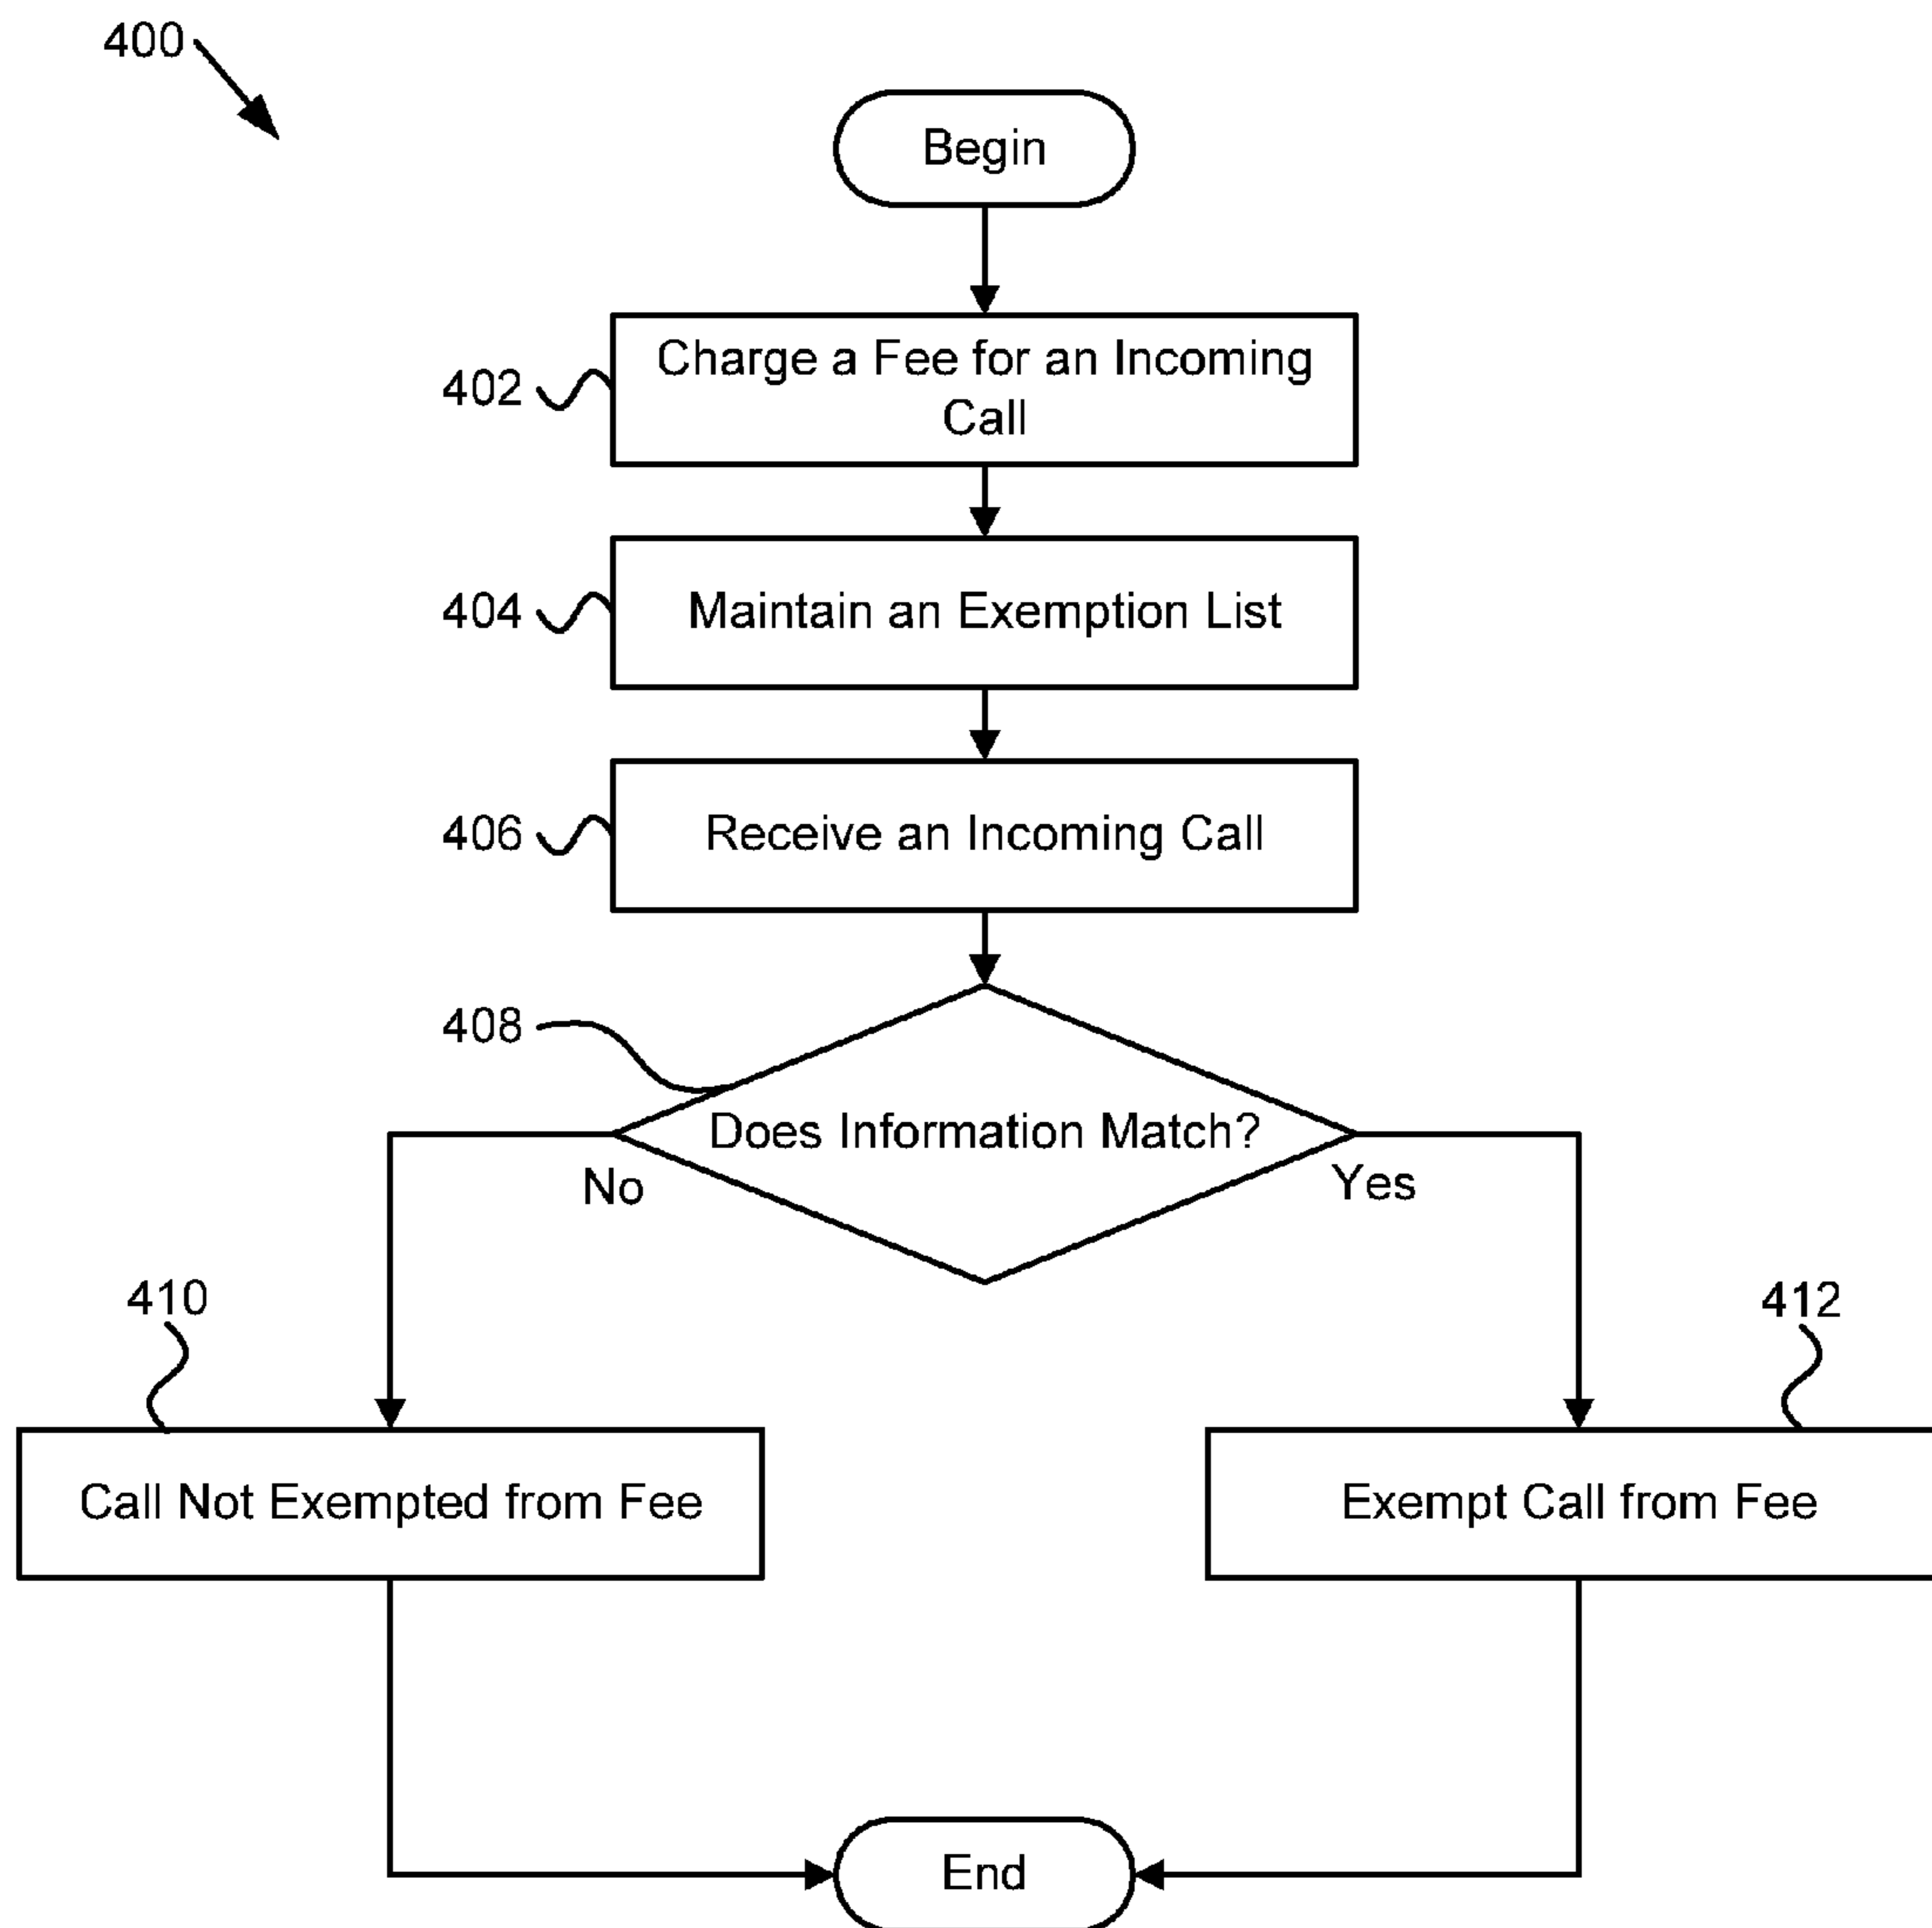 400
Begin
402
Charge a Fee for an Incoming
Call
404
Maintain an Exemption List
406
Receive an Incoming Call
408
Does Information Match?
No
Yes
410
412
Call Not Exempted from Fee
Exempt Call from Fee
End